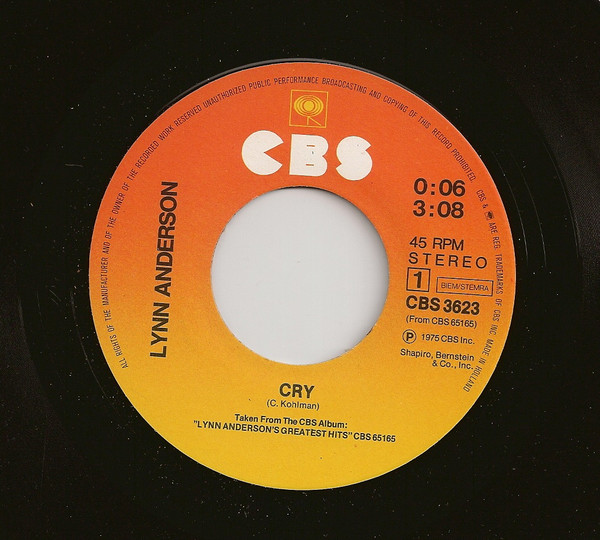 ALL RIGHTS OF THE MANUFACTURER AND OF THE OWNER OF THE RECORDED WORK RESERVED UNAUTHORIZED PUBLIC PERFORMANCE BROADCASTING AND COPYING OF THIS RECORD PROHIBITED. CBS & ARE REG. TRADEMARKS OF CBS INC. MADE IN HOLLAND
CBS
LYNN ANDERSON
0:06
3:08
45 RPM
STEREO
1 BIEM/STEMRA
CBS 3623
(From CBS 65165)
Ⓟ 1975 CBS Inc.
Shapiro, Bernstein
& Co., Inc.
CRY
(C. Kohlman)
Taken From The CBS Album:
"LYNN ANDERSON'S GREATEST HITS" CBS 65165